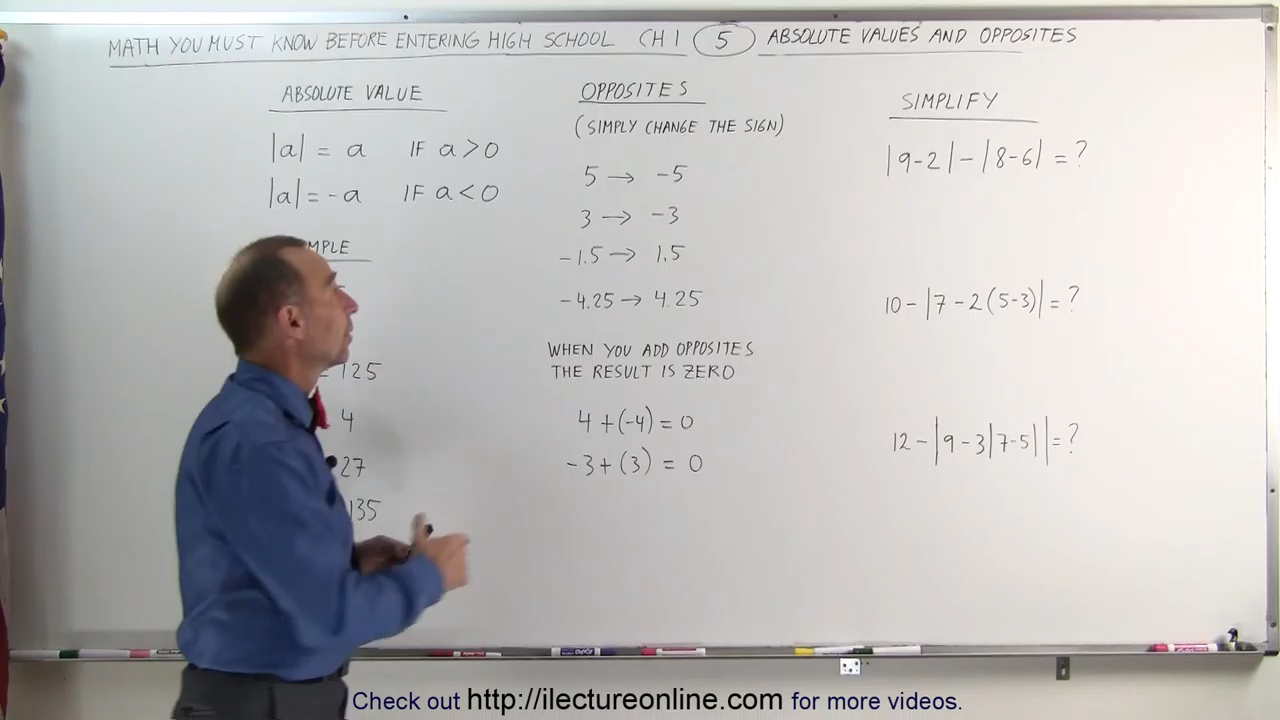 MATH YOU MUST KNOW BEFORE ENTERING HIGH SCHOOL CH 1 5 ABSOLUTE VALUES AND OPPOSITES
ABSOLUTE VALUE
|a| = a IF a > 0
|a| = -a IF a < 0
MPLE
= 125
4
27
135
OPPOSITES
(SIMPLY CHANGE THE SIGN)
5 → -5
3 → -3
-1.5 → 1.5
-4.25 → 4.25
WHEN YOU ADD OPPOSITES
THE RESULT IS ZERO
4 + (-4) = 0
-3 + (3) = 0
SIMPLIFY
|9-2| - |8-6| = ?
10 - |7 - 2(5-3)| = ?
12 - |9 - 3|7-5|| = ?
Check out http://ilectureonline.com for more videos.